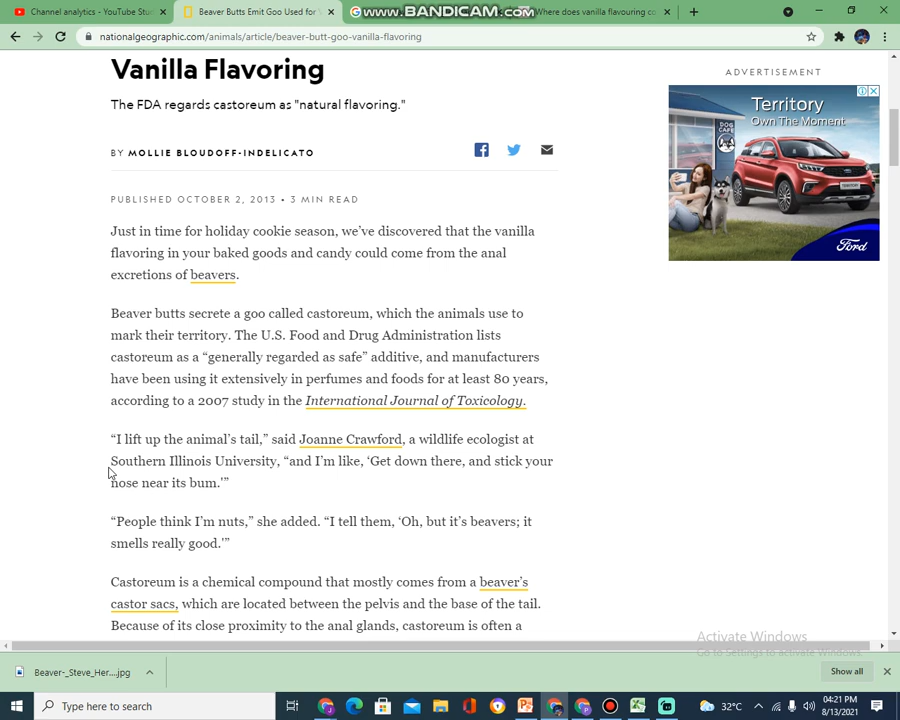 Channel analytics - YouTube Stu
Beaver Butts Emit Goo Used for
www.BANDICAM.com
Where does vanilla flavouring co
nationalgeographic.com/animals/article/beaver-butt-goo-vanilla-flavoring
Vanilla Flavoring
The FDA regards castoreum as "natural flavoring."
BY MOLLIE BLOUDOFF-INDELICATO
PUBLISHED OCTOBER 2, 2013 • 3 MIN READ
Just in time for holiday cookie season, we’ve discovered that the vanilla
flavoring in your baked goods and candy could come from the anal
excretions of beavers.
Beaver butts secrete a goo called castoreum, which the animals use to
mark their territory. The U.S. Food and Drug Administration lists
castoreum as a “generally regarded as safe” additive, and manufacturers
have been using it extensively in perfumes and foods for at least 80 years,
according to a 2007 study in the International Journal of Toxicology.
“I lift up the animal’s tail,” said Joanne Crawford, a wildlife ecologist at
Southern Illinois University, “and I’m like, ‘Get down there, and stick your
nose near its bum.’”
“People think I’m nuts,” she added. “I tell them, ‘Oh, but it’s beavers; it
smells really good.’”
Castoreum is a chemical compound that mostly comes from a beaver’s
castor sacs, which are located between the pelvis and the base of the tail.
Because of its close proximity to the anal glands, castoreum is often a
ADVERTISEMENT
Territory
Own The Moment
DOG
CAFE
TERRITORY
Ford
Activate Windows
Go to Settings to activate Windows.
Beaver-_Steve_Her....jpg
Show all
Type here to search
32°C
04:21 PM
8/13/2021